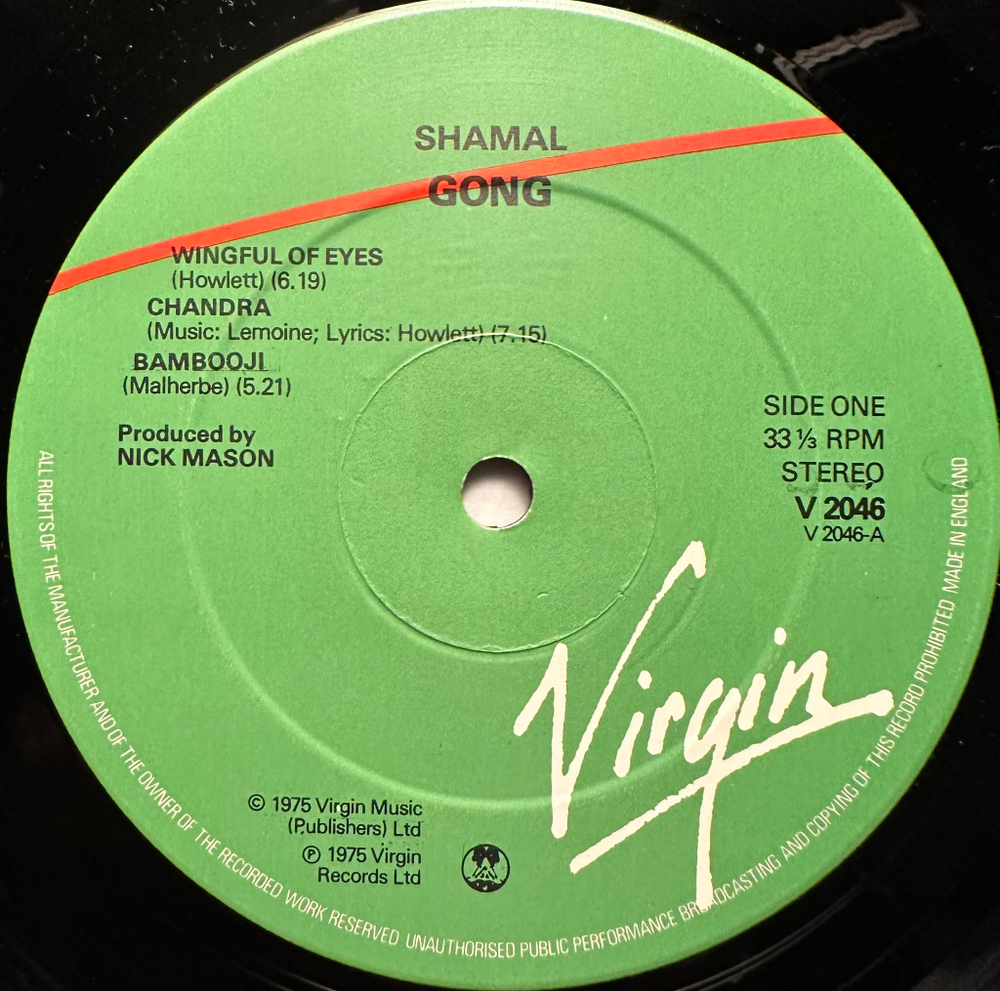 SHAMAL
GONG
WINGFUL OF EYES
(Howlett) (6.19)
CHANDRA
(Music: Lemoine; Lyrics: Howlett) (7.15)
BAMBOOJI
(Malherbe) (5.21)
Produced by
NICK MASON
SIDE ONE
33 ⅓ RPM
STEREO
V 2046
V 2046-A
Virgin
© 1975 Virgin Music
(Publishers) Ltd
℗ 1975 Virgin
Records Ltd
ALL RIGHTS OF THE MANUFACTURER AND OF THE OWNER OF THE RECORDED WORK RESERVED UNAUTHORISED PUBLIC PERFORMANCE BROADCASTING AND COPYING OF THIS RECORD PROHIBITED MADE IN ENGLAND